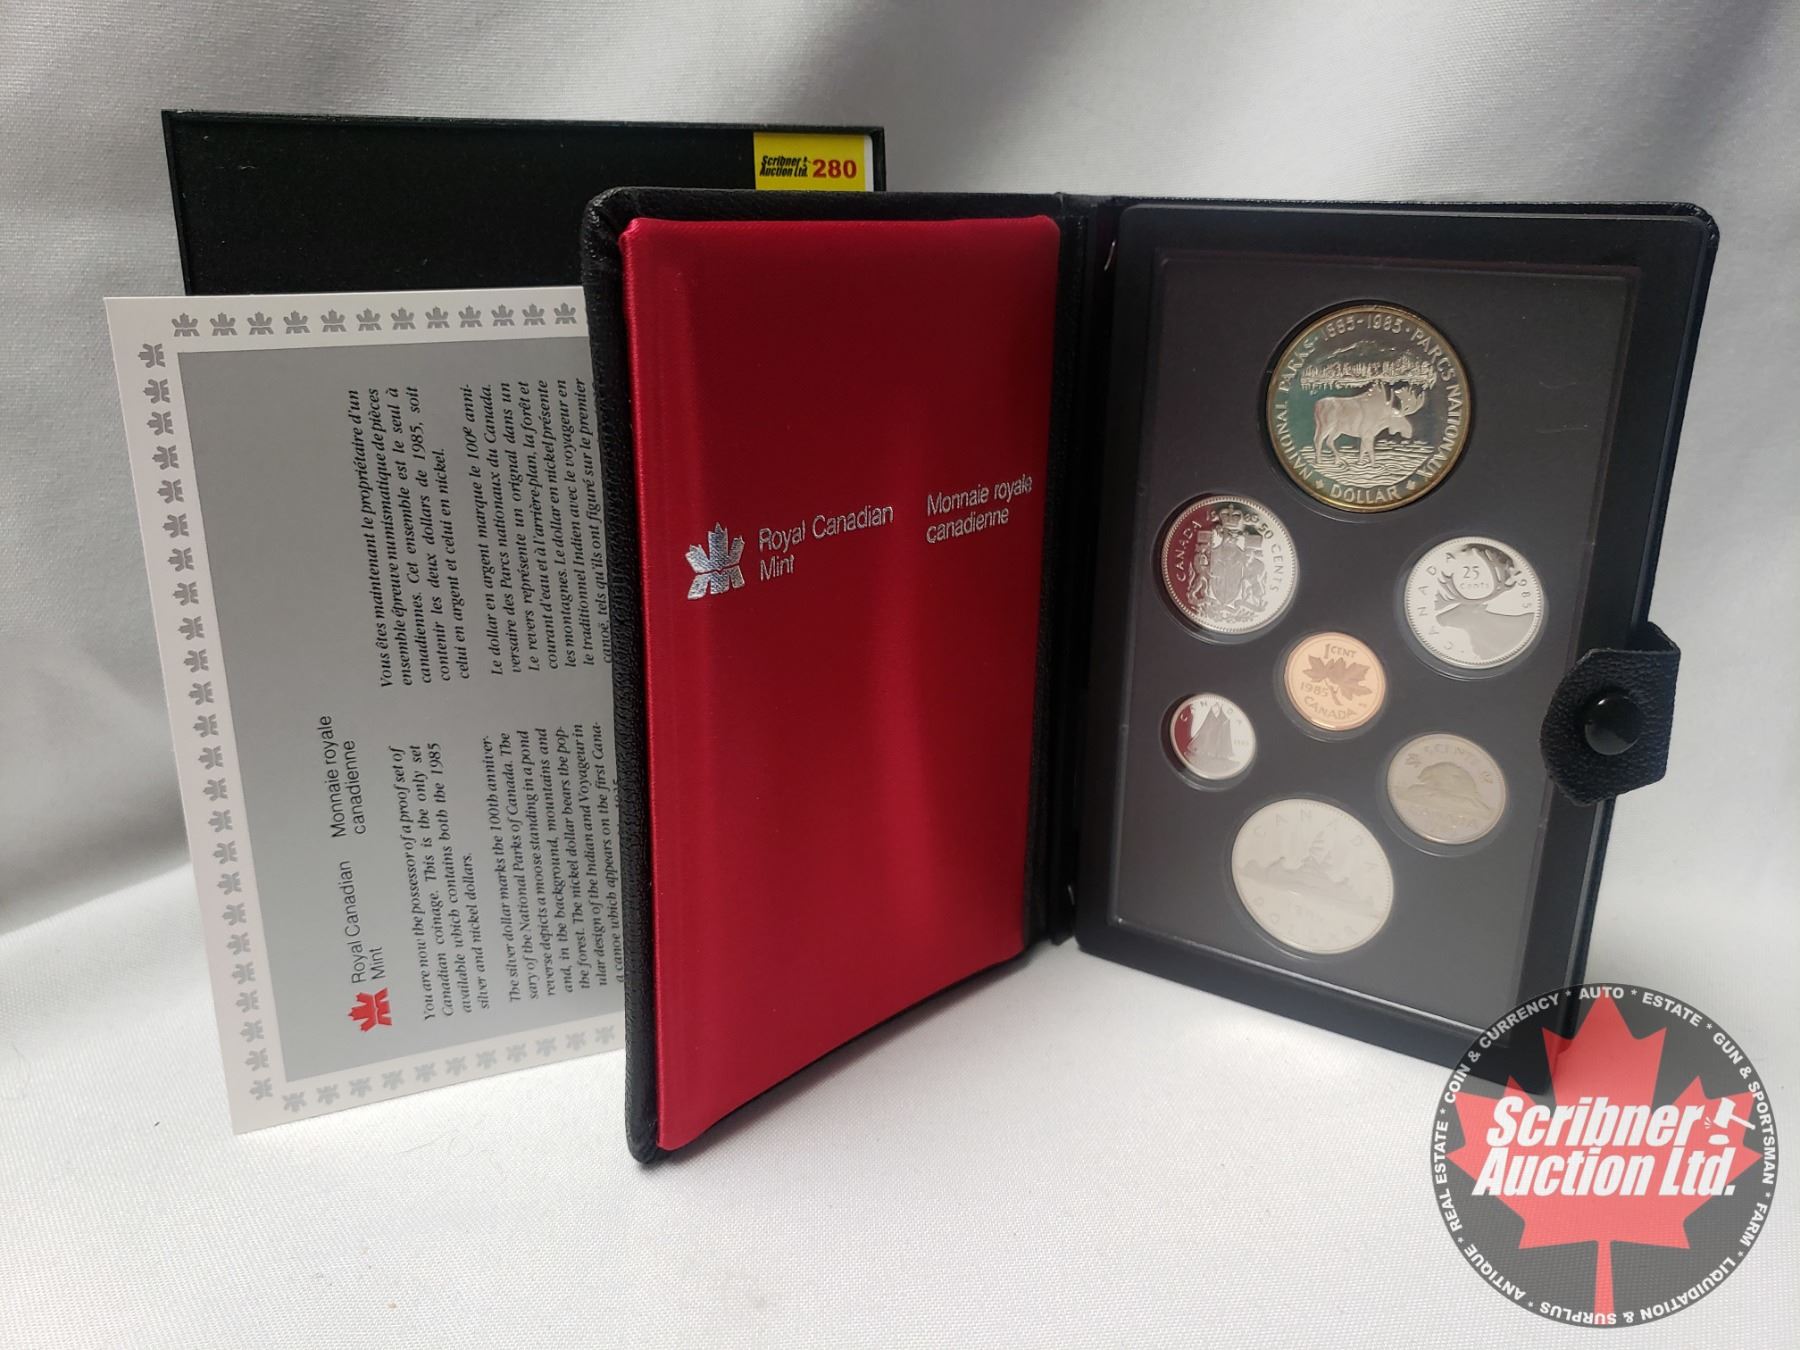 Scribner
Auction Ltd. 280
Royal Canadian
Mint
Monnaie royale
canadienne
You are now the possessor of a proof set of
Canadian coinage. This is the only set
available which contains both the 1985
silver and nickel dollars.
The silver dollar marks the 100th anniver-
sary of the National Parks of Canada. The
reverse depicts a moose standing in a pond
and, in the background, mountains and
the forest. The nickel dollar bears the pop-
ular design of the Indian and Voyageur in
a canoe which appears on the first Cana-
Vous êtes maintenant le propriétaire d'un
ensemble épreuve numismatique de pièces
canadiennes. Cet ensemble est le seul à
contenir les deux dollars de 1985, soit
celui en argent et celui en nickel.
Le dollar en argent marque le 100e anni-
versaire des Parcs nationaux du Canada.
Le revers représente un orignal dans un
courant d'eau et à l'arrière-plan, la forêt et
les montagnes. Le dollar en nickel présente
le traditionnel Indien avec le voyageur en
canoë, tels qu'ils ont figuré sur le premier
Royal Canadian
Mint
Monnaie royale
canadienne
NATIONAL PARKS · 1885-1985 · PARCS NATIONAUX
DOLLAR
CANADA 1985 50 CENTS
CANADA 1985
25
cents
1 CENT
1985
CANADA
CANADA
1985
5 CENTS
CANADA
CANADA
DOLLAR
REAL ESTATE * COIN & CURRENCY * AUTO * ESTATE * GUN & SPORTSMAN * FARM * LIQUIDATION & SURPLUS * ANTIQUE *
Scribner
Auction Ltd.